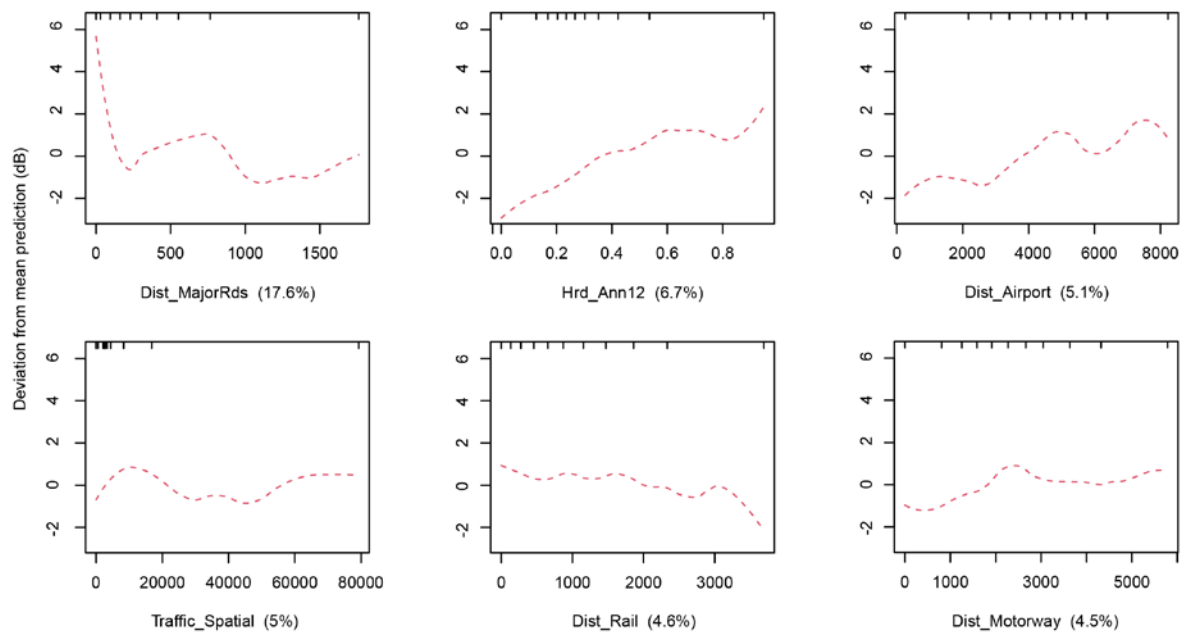 Deviation from mean prediction (dB)
6
4
2
0
-2
0 500 1000 1500
Dist_MajorRds (17.6%)
6
4
2
0
-2
0.0 0.2 0.4 0.6 0.8
Hrd_Ann12 (6.7%)
6
4
2
0
-2
0 2000 4000 6000 8000
Dist_Airport (5.1%)
6
4
2
0
-2
0 20000 40000 60000 80000
Traffic_Spatial (5%)
6
4
2
0
-2
0 1000 2000 3000
Dist_Rail (4.6%)
6
4
2
0
-2
0 1000 3000 5000
Dist_Motorway (4.5%)